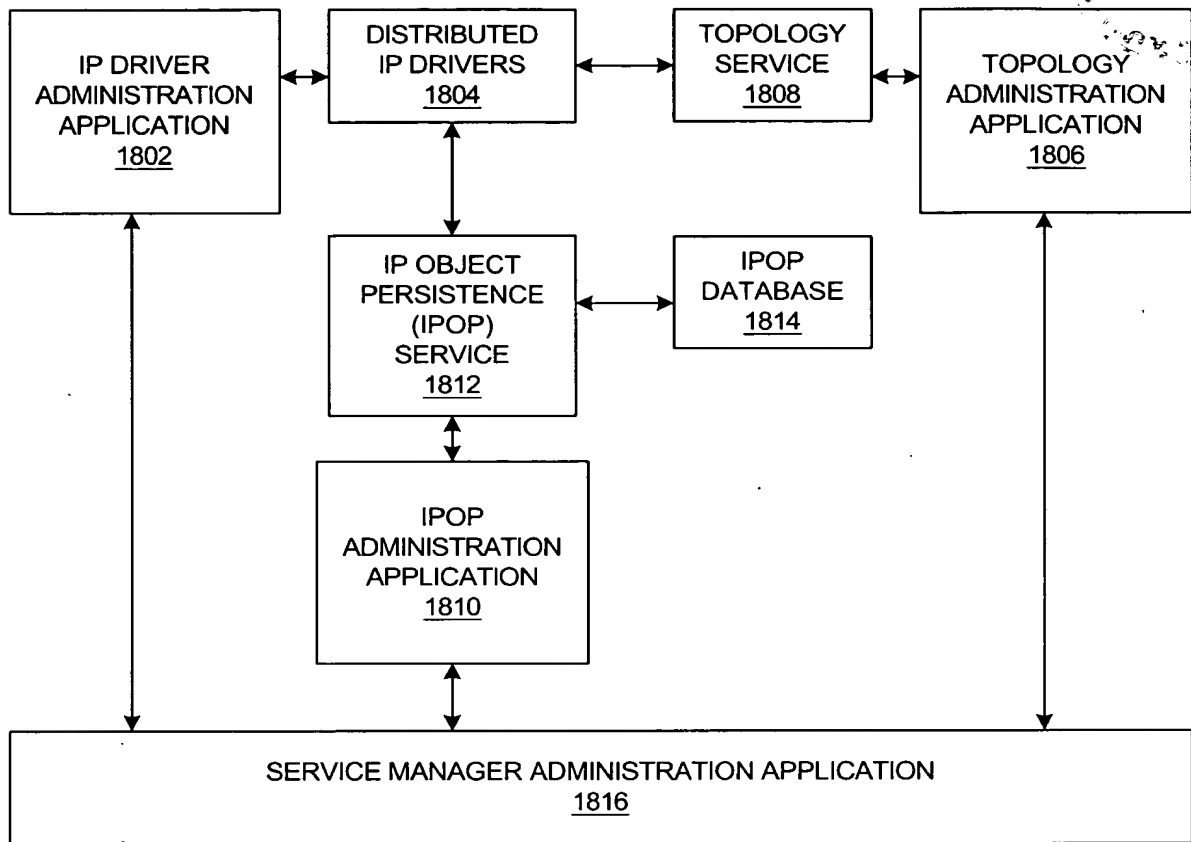 IP DRIVER
ADMINISTRATION
APPLICATION
1802
DISTRIBUTED
IP DRIVERS
1804
TOPOLOGY
SERVICE
1808
TOPOLOGY
ADMINISTRATION
APPLICATION
1806
IP OBJECT
PERSISTENCE
(IPOP)
SERVICE
1812
IPOP
DATABASE
1814
IPOP
ADMINISTRATION
APPLICATION
1810
SERVICE MANAGER ADMINISTRATION APPLICATION
1816